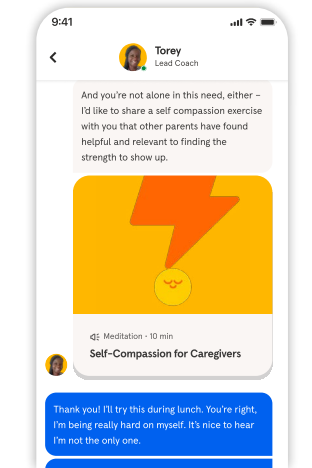 9:41
Torey
Lead Coach
And you're not alone in this need, either –
I'd like to share a self compassion exercise
with you that other parents have found
helpful and relevant to finding the
strength to show up.
Meditation • 10 min
Self-Compassion for Caregivers
Thank you! I'll try this during lunch. You're right,
I'm being really hard on myself. It's nice to hear
I'm not the only one.